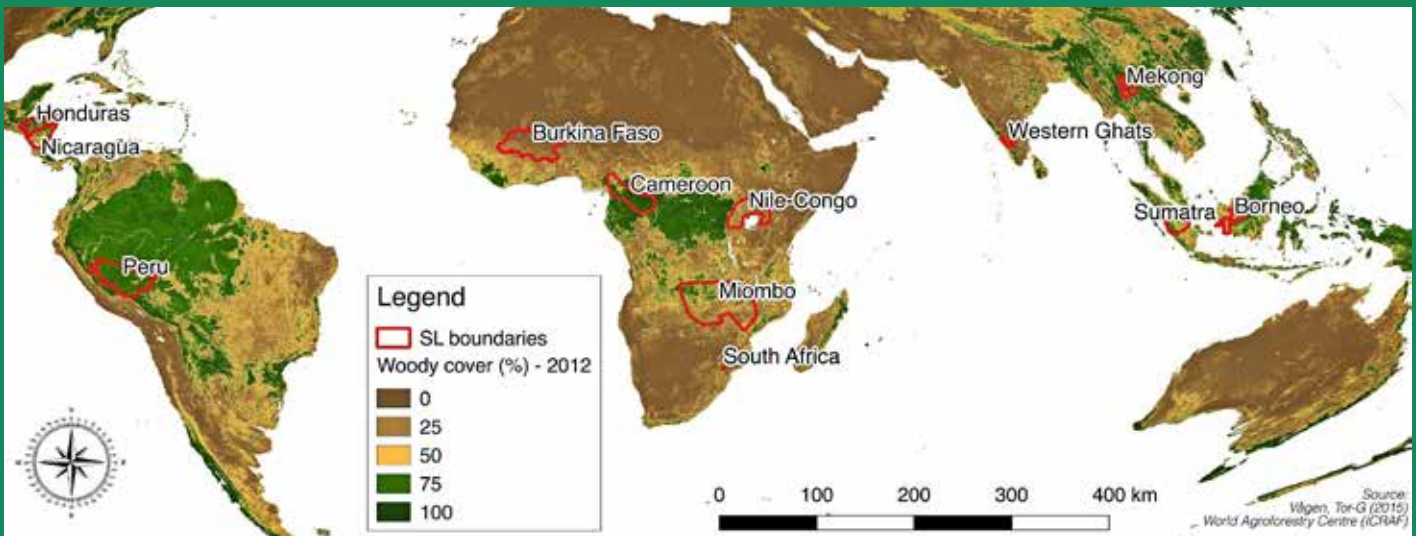 Honduras
Nicaragua
Peru
Burkina Faso
Cameroon
Nile-Congo
Miombo
South Africa
Mekong
Western Ghats
Sumatra
Borneo
Legend
SL boundaries
Woody cover (%) - 2012
0
25
50
75
100
0 100 200 300 400 km
Source:
Vågen, Tor-G (2015)
World Agroforestry Centre (ICRAF)